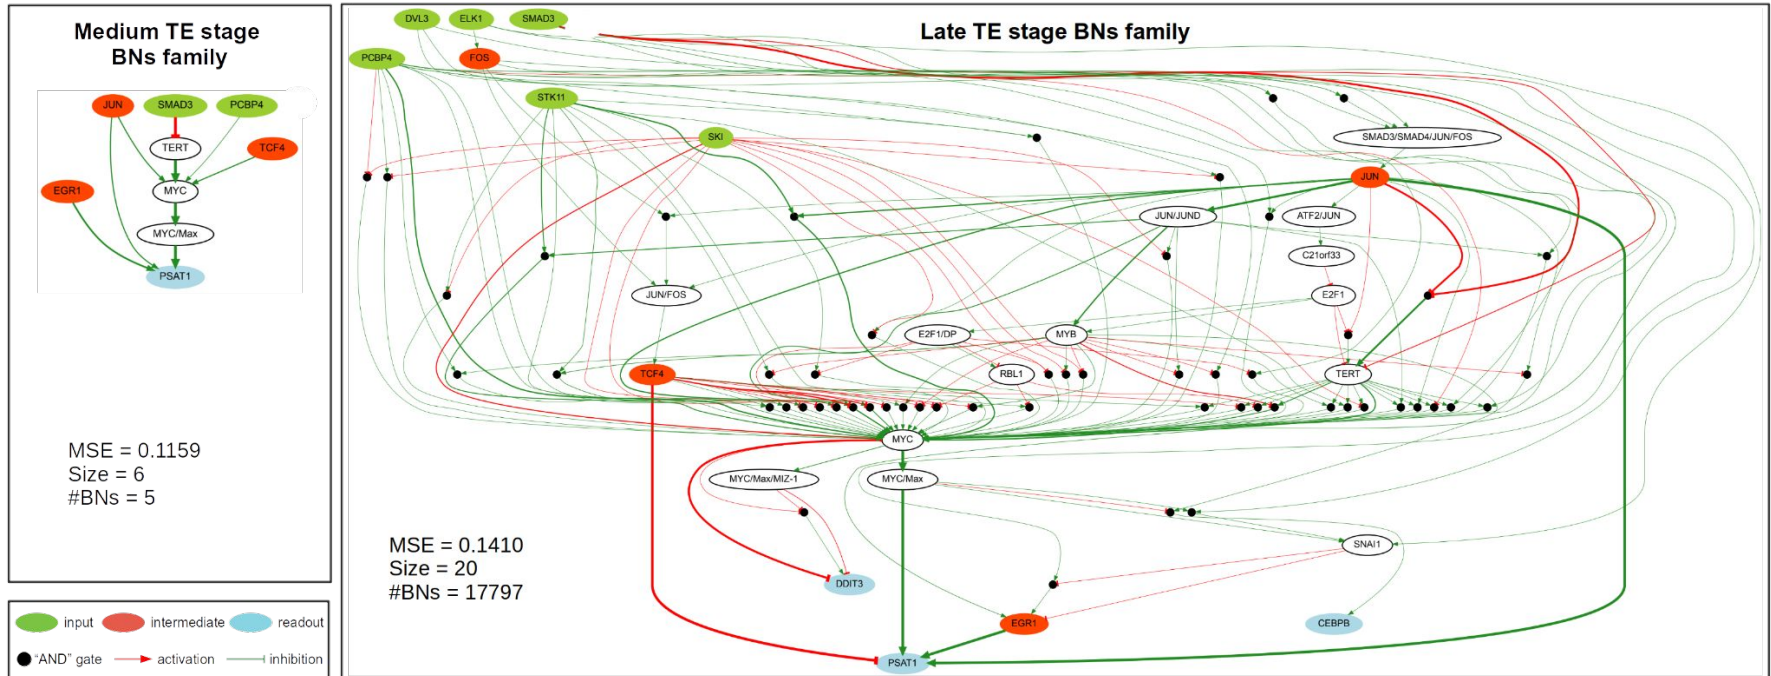 Medium TE stage
BNs family
JUN
SMAD3
PCBP4
TERT
TCF4
EGR1
MYC
MYC/Max
PSAT1
MSE = 0.1159
Size = 6
#BNs = 5
input
intermediate
readout
"AND" gate
activation
inhibition
Late TE stage BNs family
DVL3
ELK1
SMAD3
PCBP4
FOS
STK11
SKI
SMAD3/SMAD4/JUN/FOS
JUN
JUN/JUND
ATF2/JUN
C21orf33
JUN/FOS
E2F1
E2F1/DP
MYB
TCF4
RBL1
TERT
MYC
MYC/Max/MIZ-1
MYC/Max
SNAI1
MSE = 0.1410
Size = 20
#BNs = 17797
DDIT3
EGR1
CEBPB
PSAT1